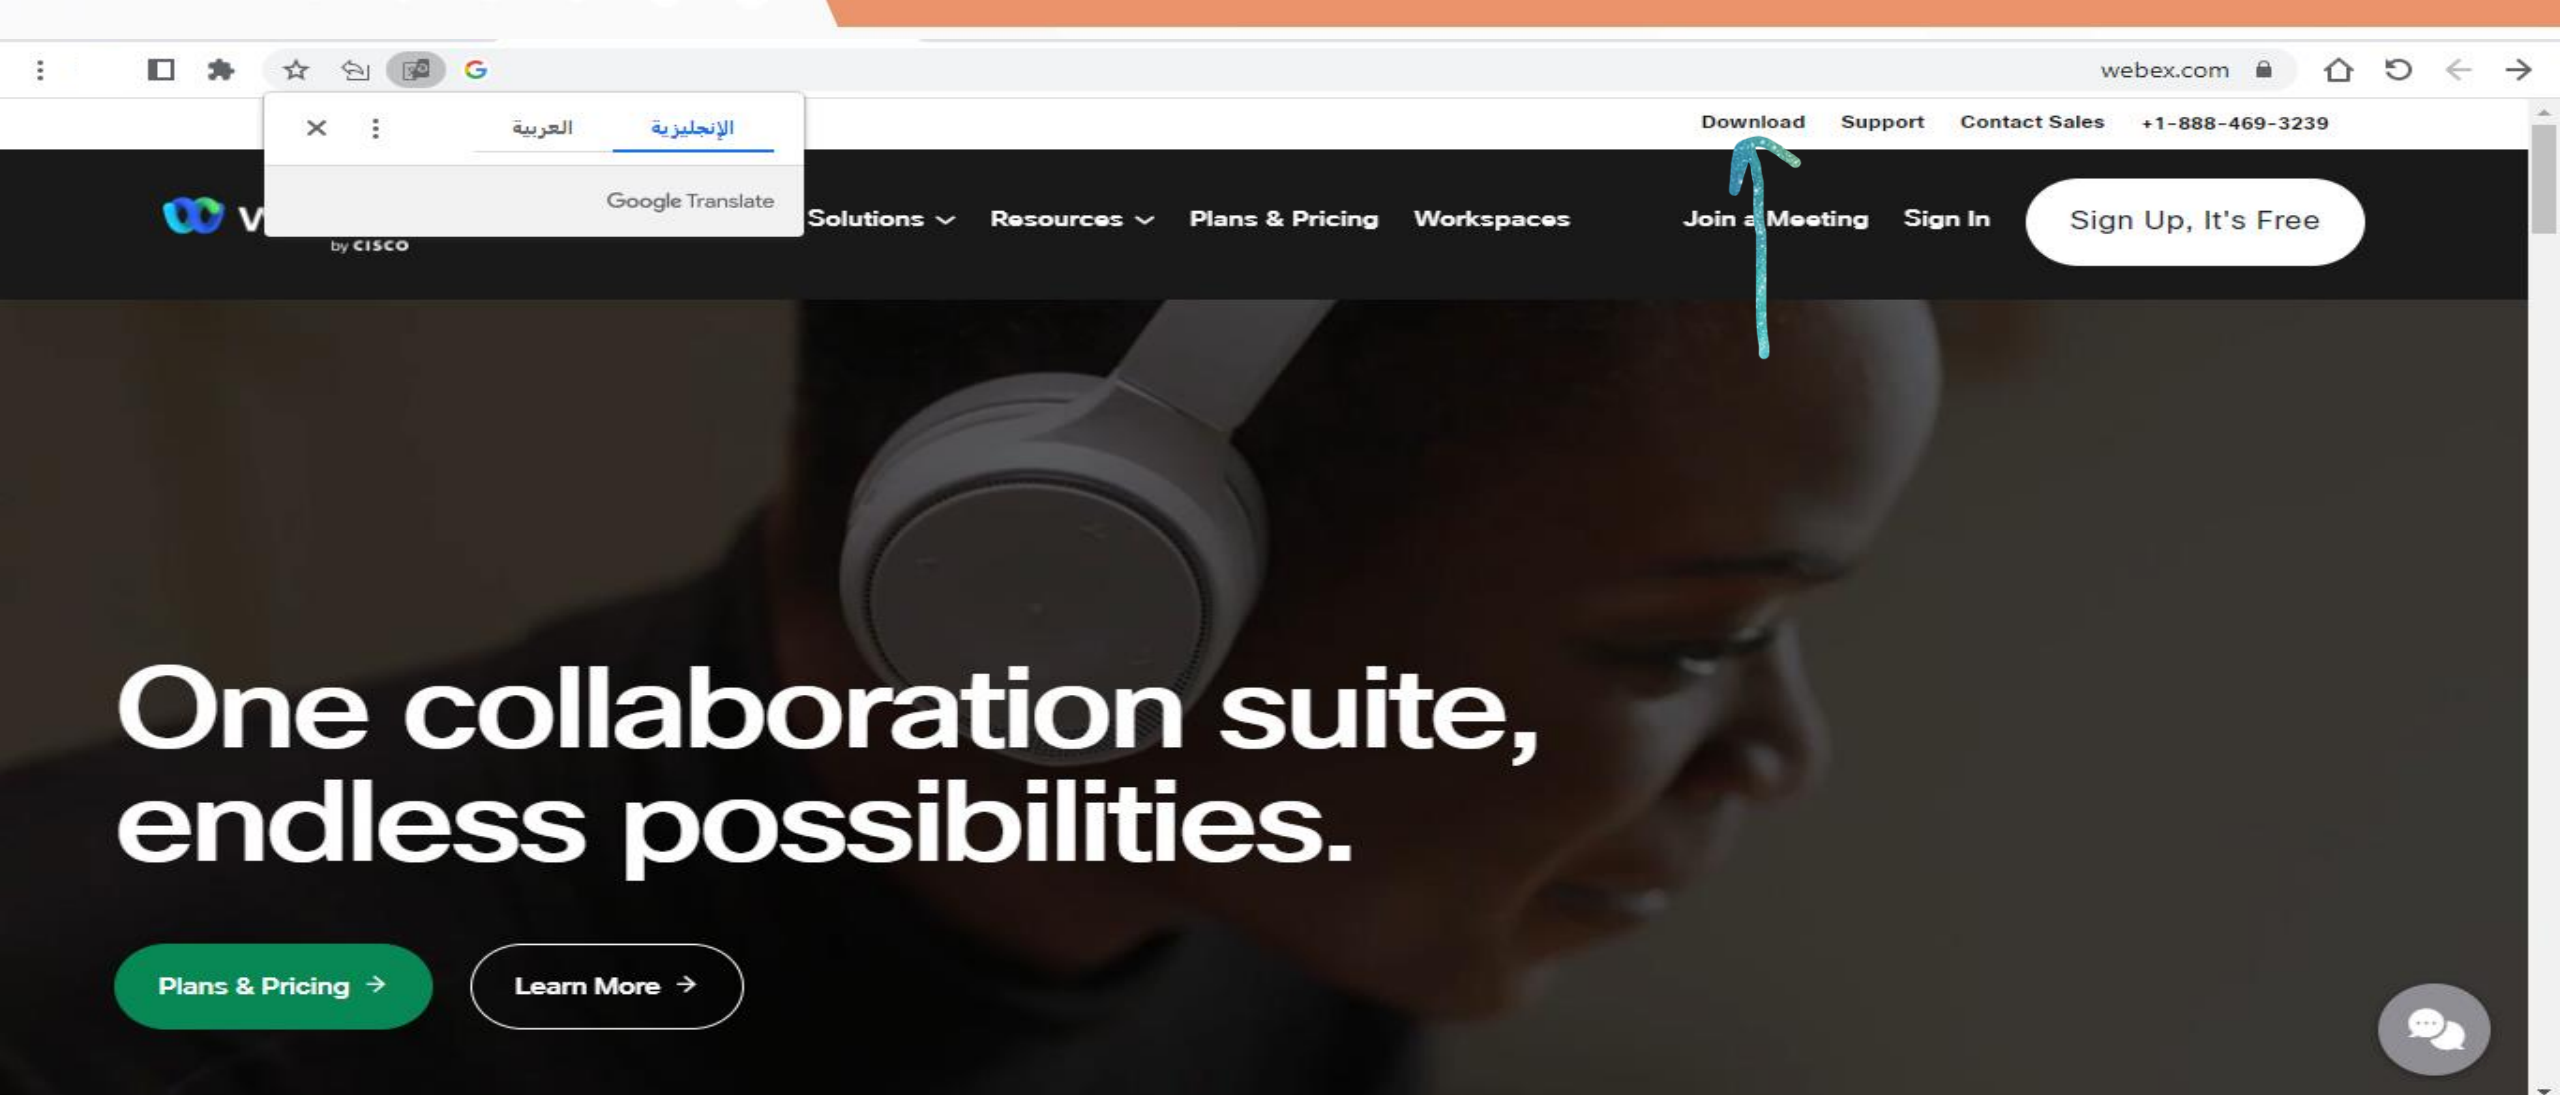 webex.com
Download Support Contact Sales +1-888-469-3239
الإنجليزية العربية
Google Translate
by CISCO
Solutions Resources Plans & Pricing Workspaces Join a Meeting Sign In Sign Up, It's Free
One collaboration suite,
endless possibilities.
Plans & Pricing → Learn More →